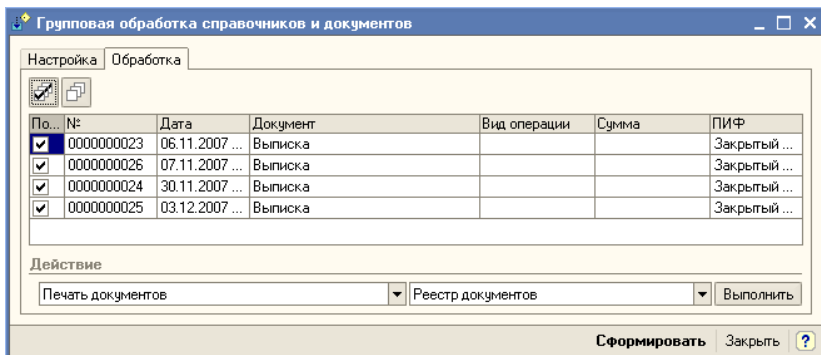 Групповая обработка справочников и документов
Настройка Обработка
По... № Дата Документ Вид операции Сумма ПИФ
0000000023 06.11.2007 ... Выписка Закрытый ...
0000000026 07.11.2007 ... Выписка Закрытый ...
0000000024 30.11.2007 ... Выписка Закрытый ...
0000000025 03.12.2007 ... Выписка Закрытый ...
Действие
Печать документов Реестр документов Выполнить
Сформировать Закрыть ?